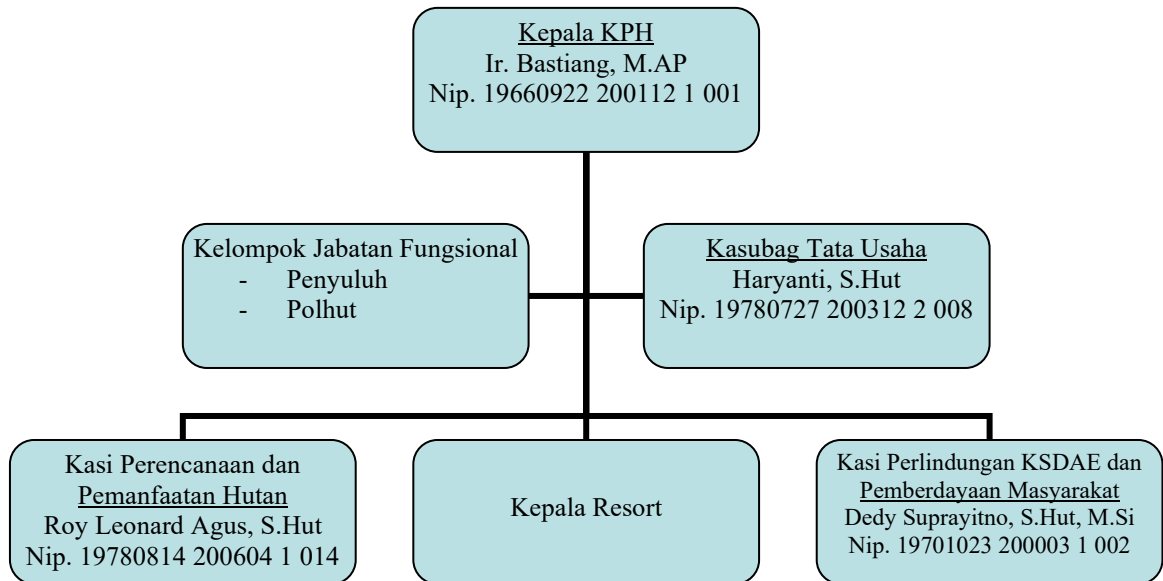 Kepala KPH
Ir. Bastiang, M.AP
Nip. 19660922 200112 1 001
Kelompok Jabatan Fungsional
- Penyuluh
- Polhut
Kasubag Tata Usaha
Haryanti, S.Hut
Nip. 19780727 200312 2 008
Kasi Perencanaan dan
Pemanfaatan Hutan
Roy Leonard Agus, S.Hut
Nip. 19780814 200604 1 014
Kepala Resort
Kasi Perlindungan KSDAE dan
Pemberdayaan Masyarakat
Dedy Suprayitno, S.Hut, M.Si
Nip. 19701023 200003 1 002